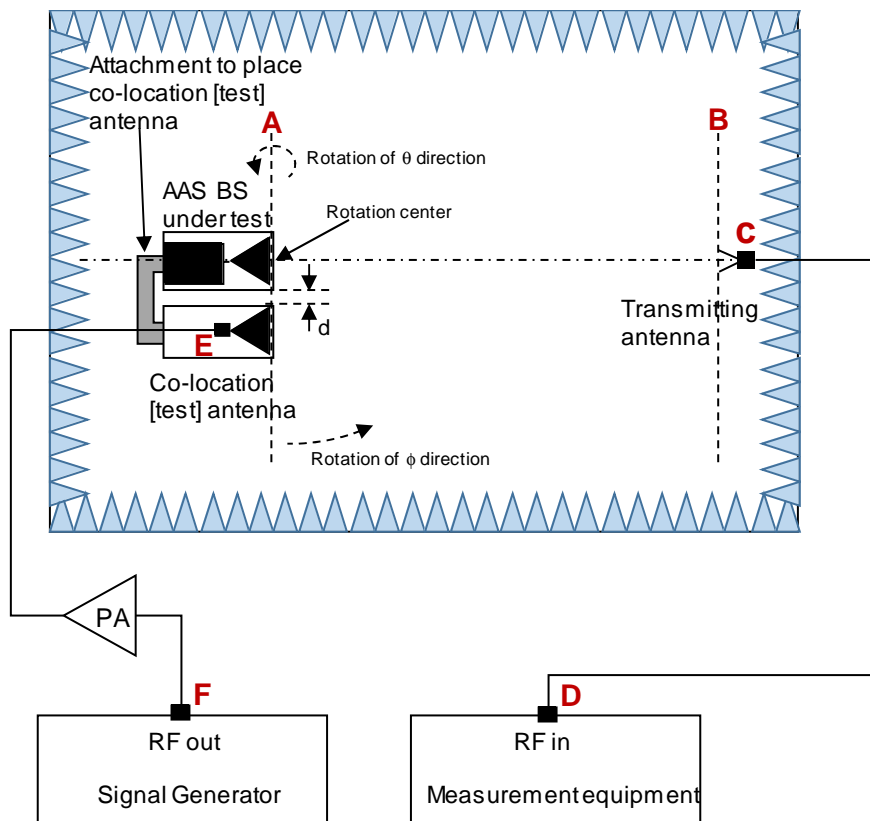 Attachment to place
co-location [test]
antenna
A
B
Rotation of θ direction
AAS BS
under test
Rotation center
C
d
Transmitting
antenna
E
Co-location
[test] antenna
Rotation of ϕ direction
PA
F
D
RF out
RF in
Signal Generator
Measurement equipment